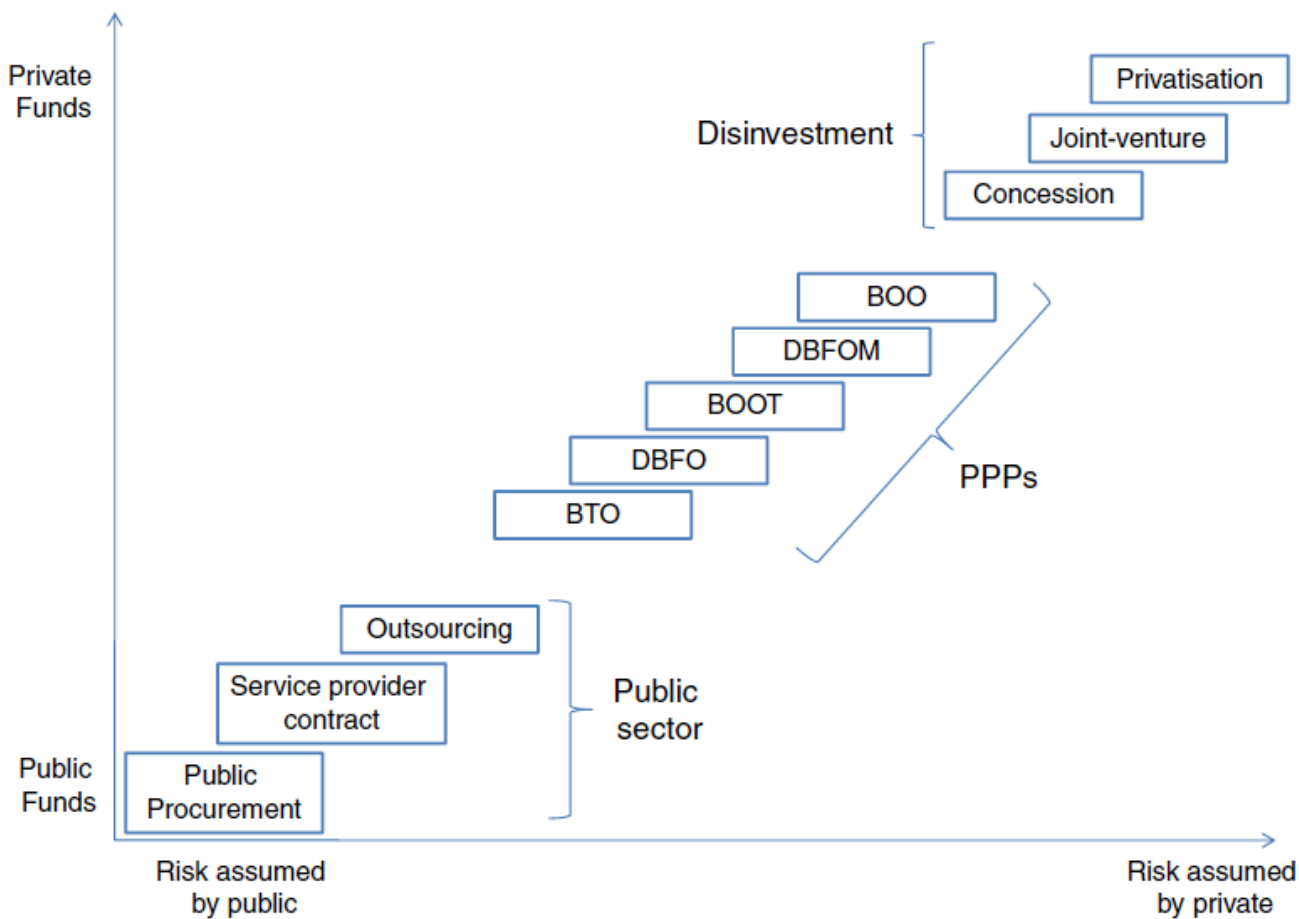 Private
Funds
Privatisation
Disinvestment
Joint-venture
Concession
BOO
DBFOM
BOOT
DBFO
PPPs
BTO
Outsourcing
Service provider
contract
Public
sector
Public
Funds
Public
Procurement
Risk assumed
by public
Risk assumed
by private